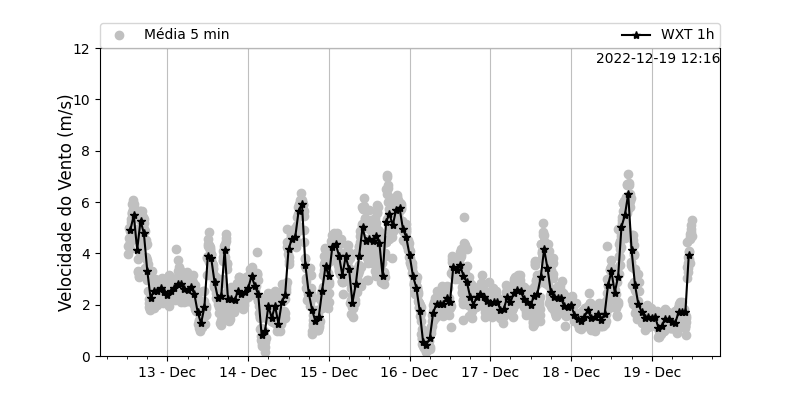 Média 5 min
WXT 1h
2022-12-19 12:16
Velocidade do Vento (m/s)
12
10
8
6
4
2
0
13 - Dec
14 - Dec
15 - Dec
16 - Dec
17 - Dec
18 - Dec
19 - Dec